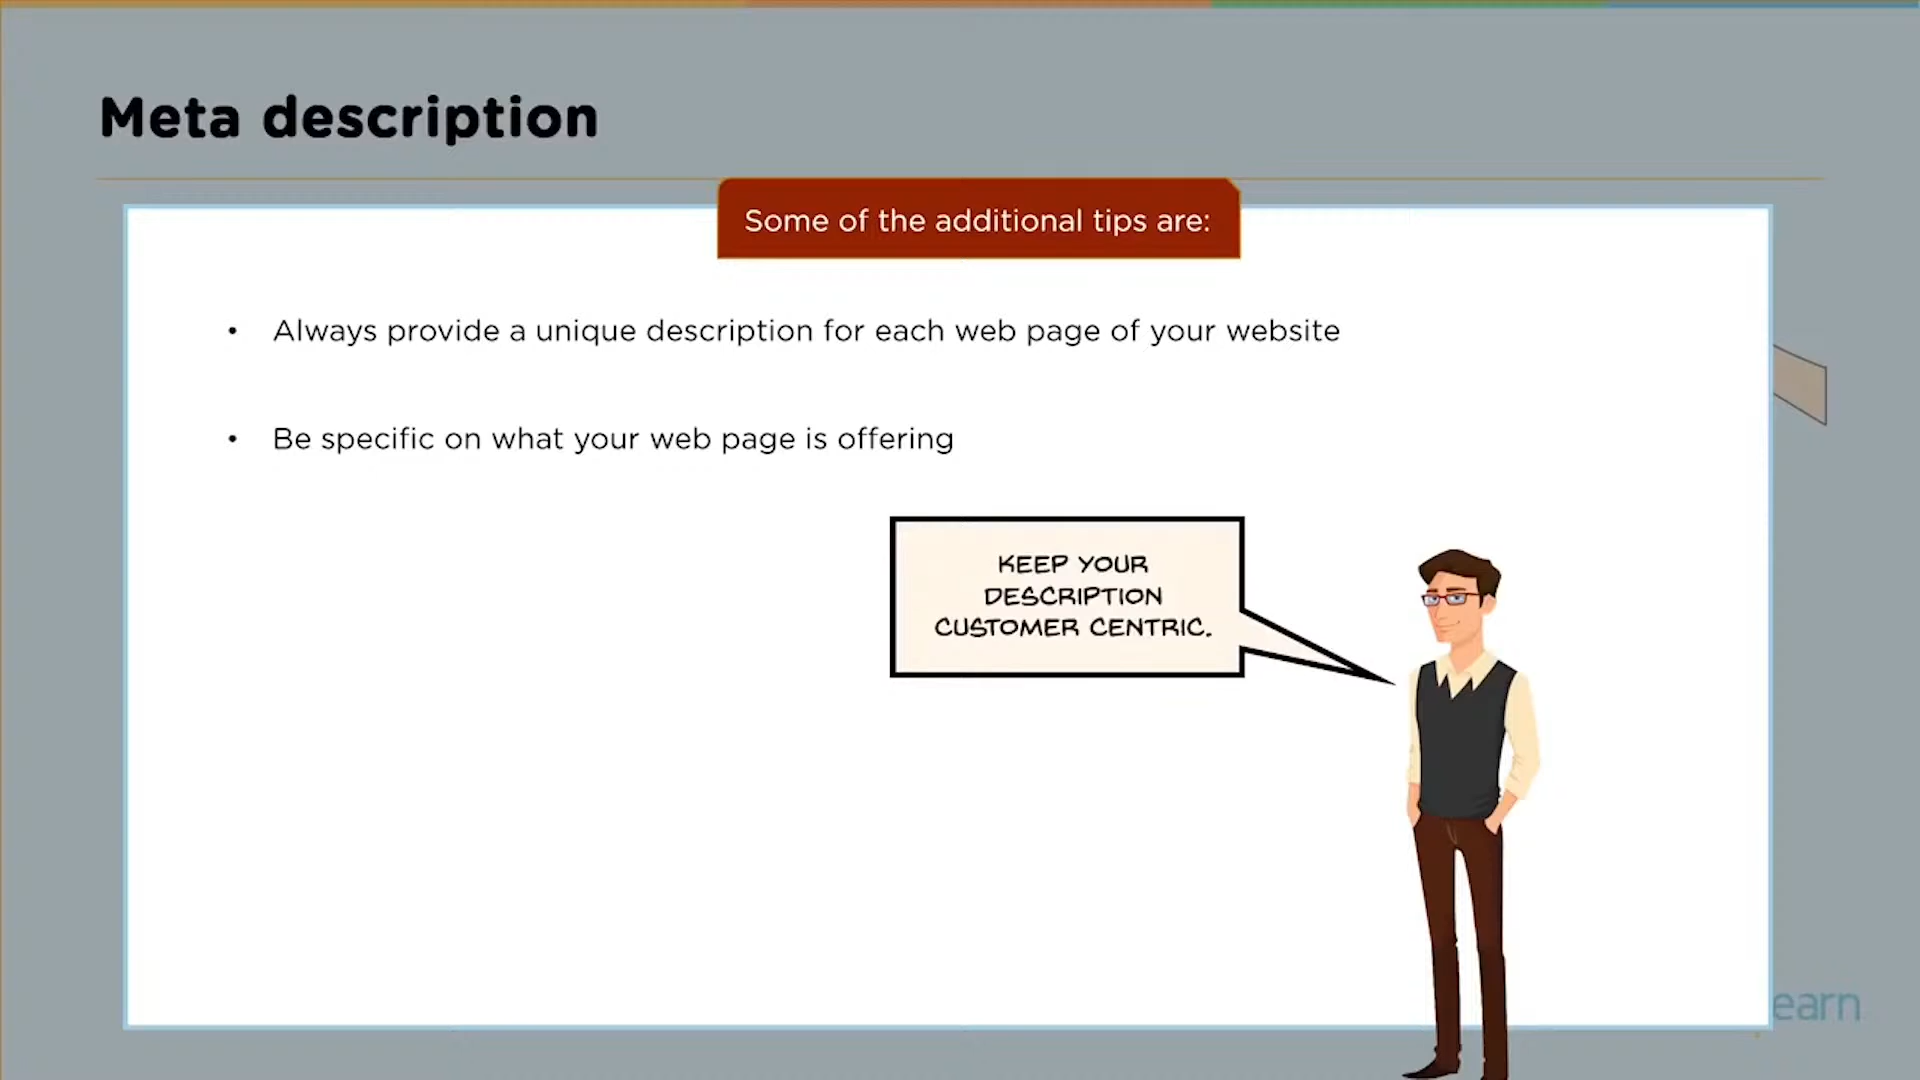 Meta description
Some of the additional tips are:
• Always provide a unique description for each web page of your website
• Be specific on what your web page is offering
KEEP YOUR
DESCRIPTION
CUSTOMER CENTRIC.
earn